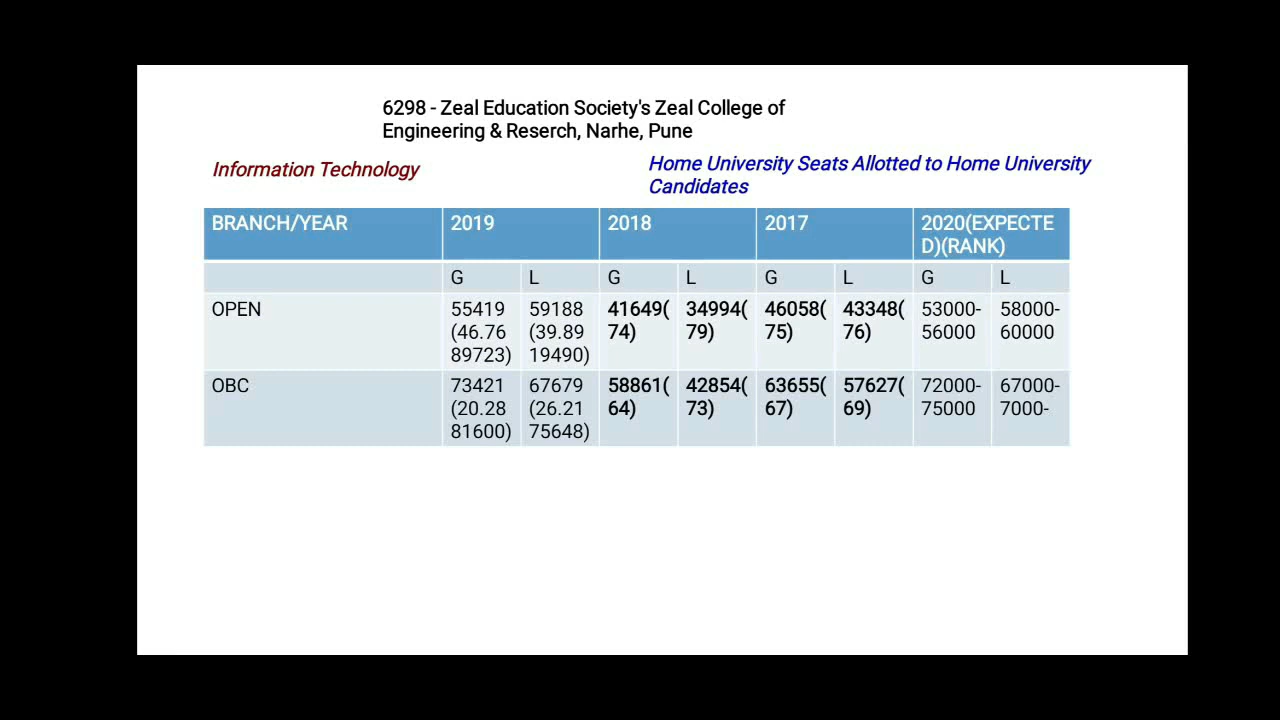 6298 - Zeal Education Society's Zeal College of
Engineering & Reserch, Narhe, Pune
Information Technology
Home University Seats Allotted to Home University
Candidates
BRANCH/YEAR 2019 2018 2017 2020(EXPECTE
D)(RANK)
G L G L G L G L
OPEN 55419 59188 41649( 34994( 46058( 43348( 53000- 58000-
(46.76 (39.89 74) 79) 75) 76) 56000 60000
89723) 19490)
OBC 73421 67679 58861( 42854( 63655( 57627( 72000- 67000-
(20.28 (26.21 64) 73) 67) 69) 75000 7000-
81600) 75648)